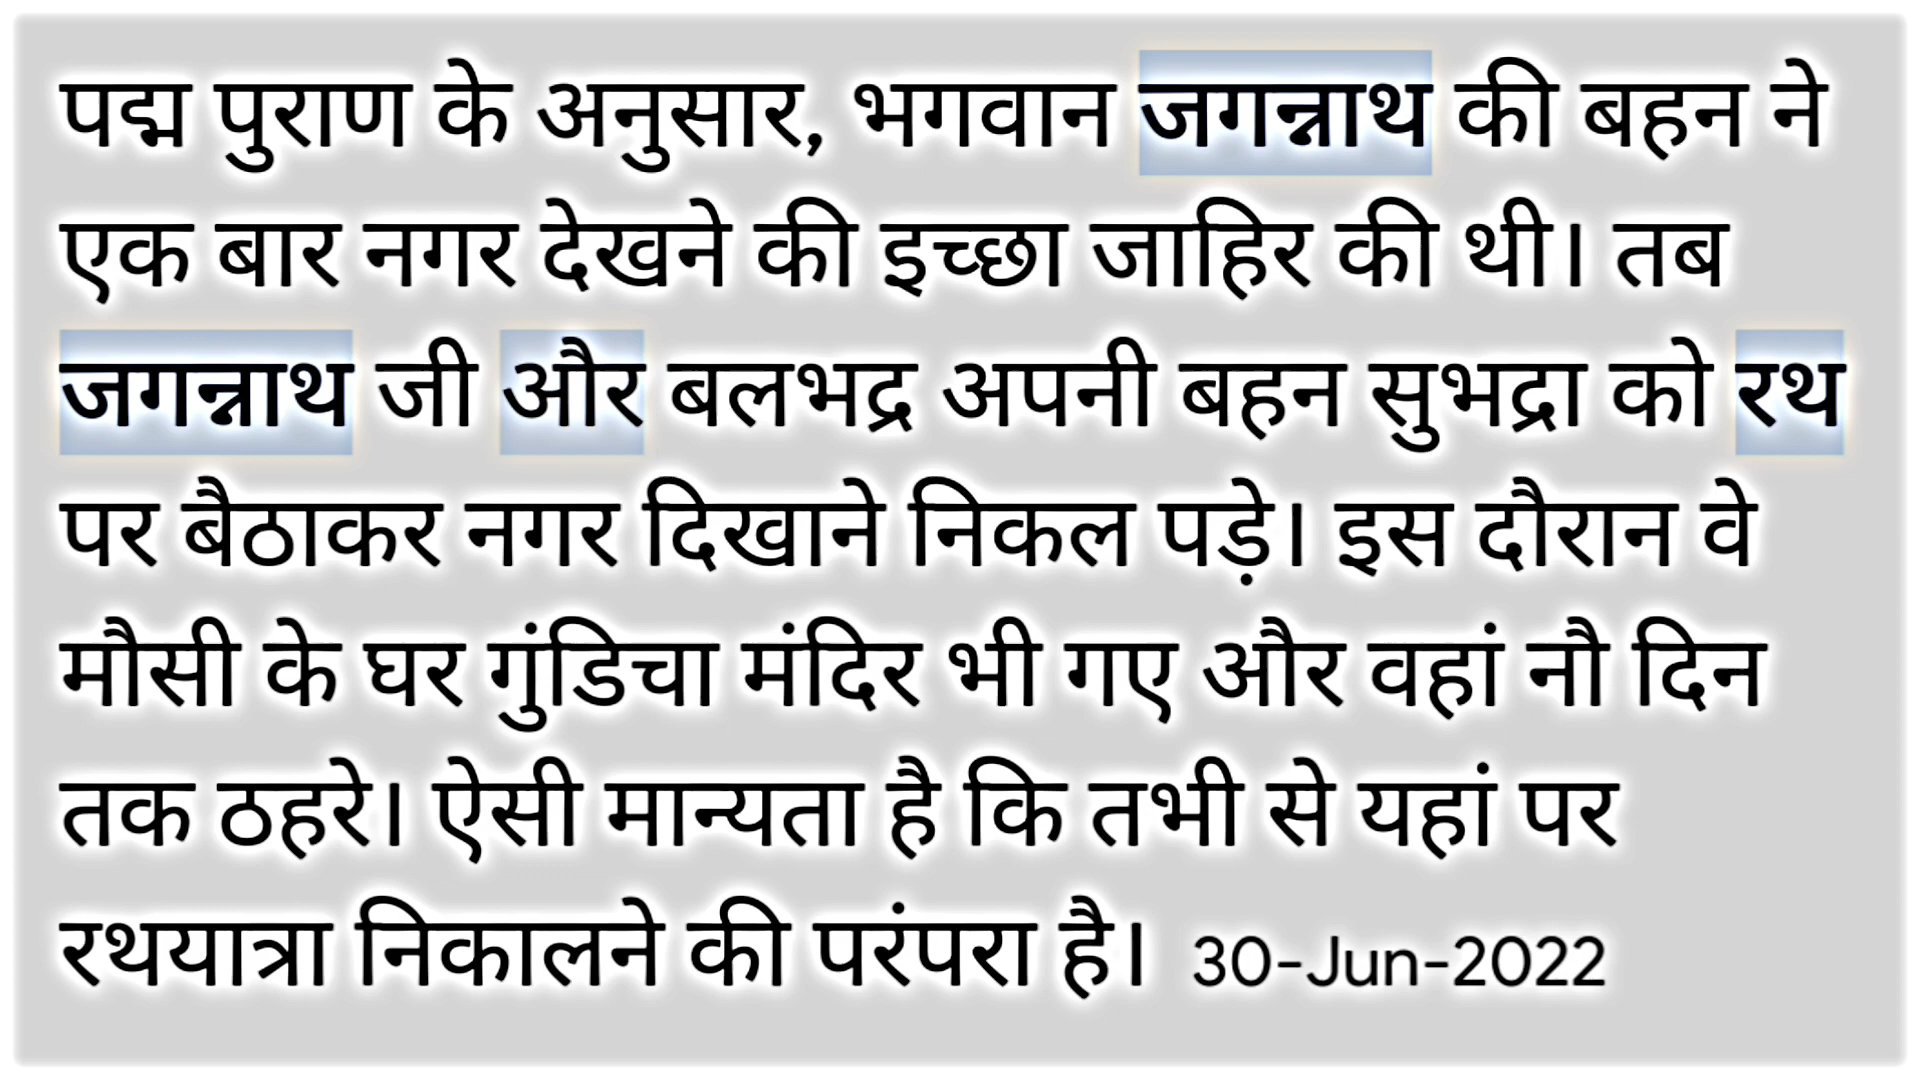 पद्म पुराण के अनुसार, भगवान जगन्नाथ की बहन ने
एक बार नगर देखने की इच्छा जाहिर की थी। तब
जगन्नाथ जी और बलभद्र अपनी बहन सुभद्रा को रथ
पर बैठाकर नगर दिखाने निकल पड़े। इस दौरान वे
मौसी के घर गुंडिचा मंदिर भी गए और वहां नौ दिन
तक ठहरे। ऐसी मान्यता है कि तभी से यहां पर
रथयात्रा निकालने की परंपरा है। 30-Jun-2022